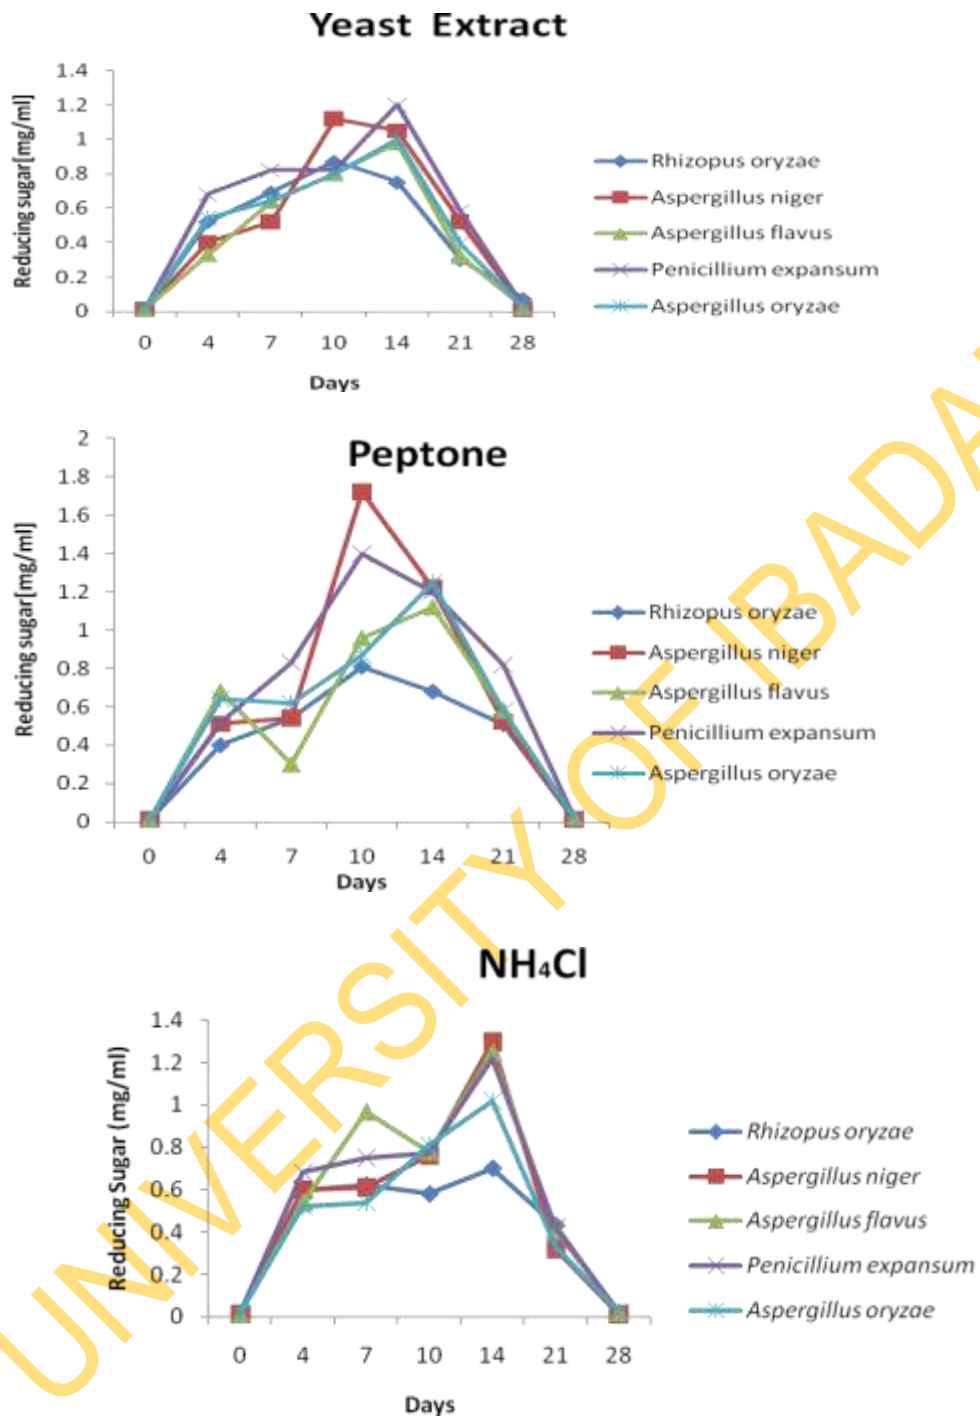 Yeast Extract
1.4
1.2
1
0.8
0.6
0.4
0.2
0
Reducing sugar[mg/ml]
0 4 7 10 14 21 28
Days
Rhizopus oryzae
Aspergillus niger
Aspergillus flavus
Penicillium expansum
Aspergillus oryzae
Peptone
2
1.8
1.6
1.4
1.2
1
0.8
0.6
0.4
0.2
0
Reducing sugar[mg/ml]
0 4 7 10 14 21 28
Days
Rhizopus oryzae
Aspergillus niger
Aspergillus flavus
Penicillium expansum
Aspergillus oryzae
NH₄Cl
1.4
1.2
1
0.8
0.6
0.4
0.2
0
Reducing Sugar (mg/ml)
0 4 7 10 14 21 28
Days
Rhizopus oryzae
Aspergillus niger
Aspergillus flavus
Penicillium expansum
Aspergillus oryzae
UNIVERSITY OF IBADA